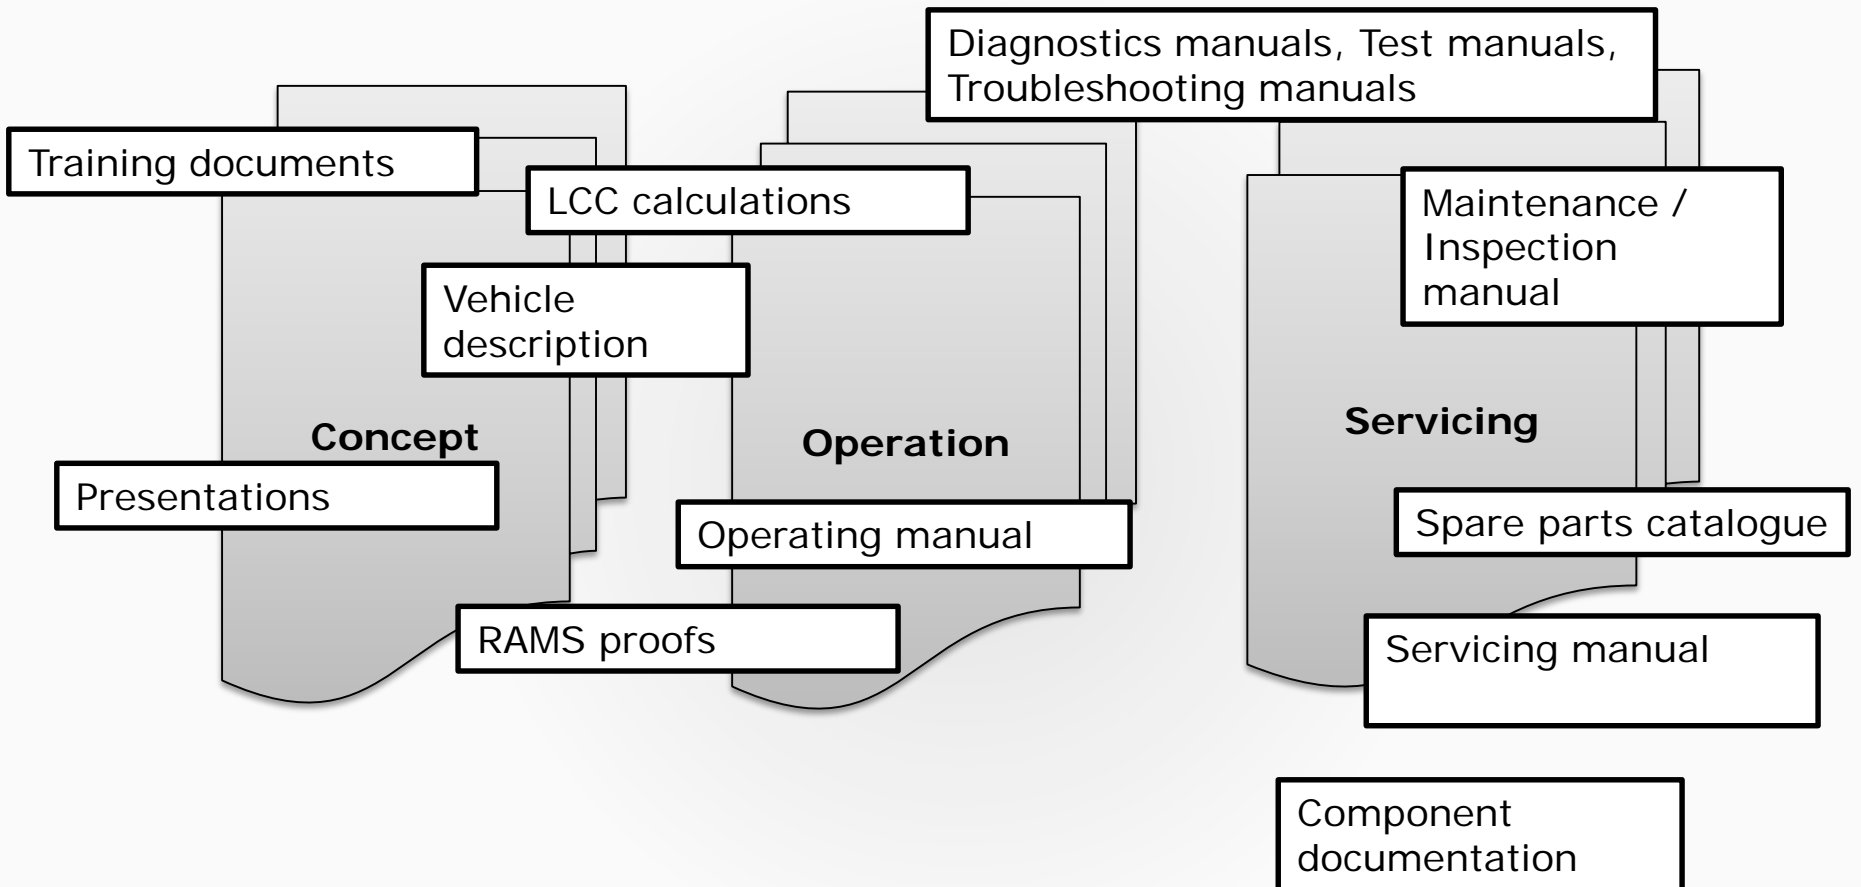 Diagnostics manuals, Test manuals,
Troubleshooting manuals
Training documents
LCC calculations
Maintenance /
Inspection
manual
Vehicle
description
Concept
Operation
Servicing
Presentations
Operating manual
Spare parts catalogue
RAMS proofs
Servicing manual
Component
documentation